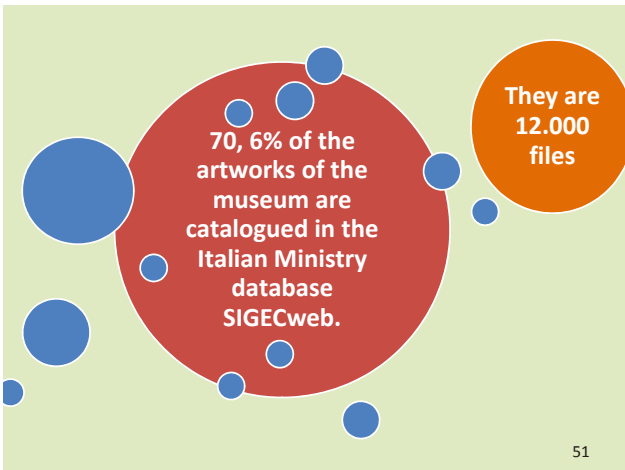 70, 6% of the
artworks of the
museum are
catalogued in the
Italian Ministry
database
SIGECweb.
They are
12.000
files
51